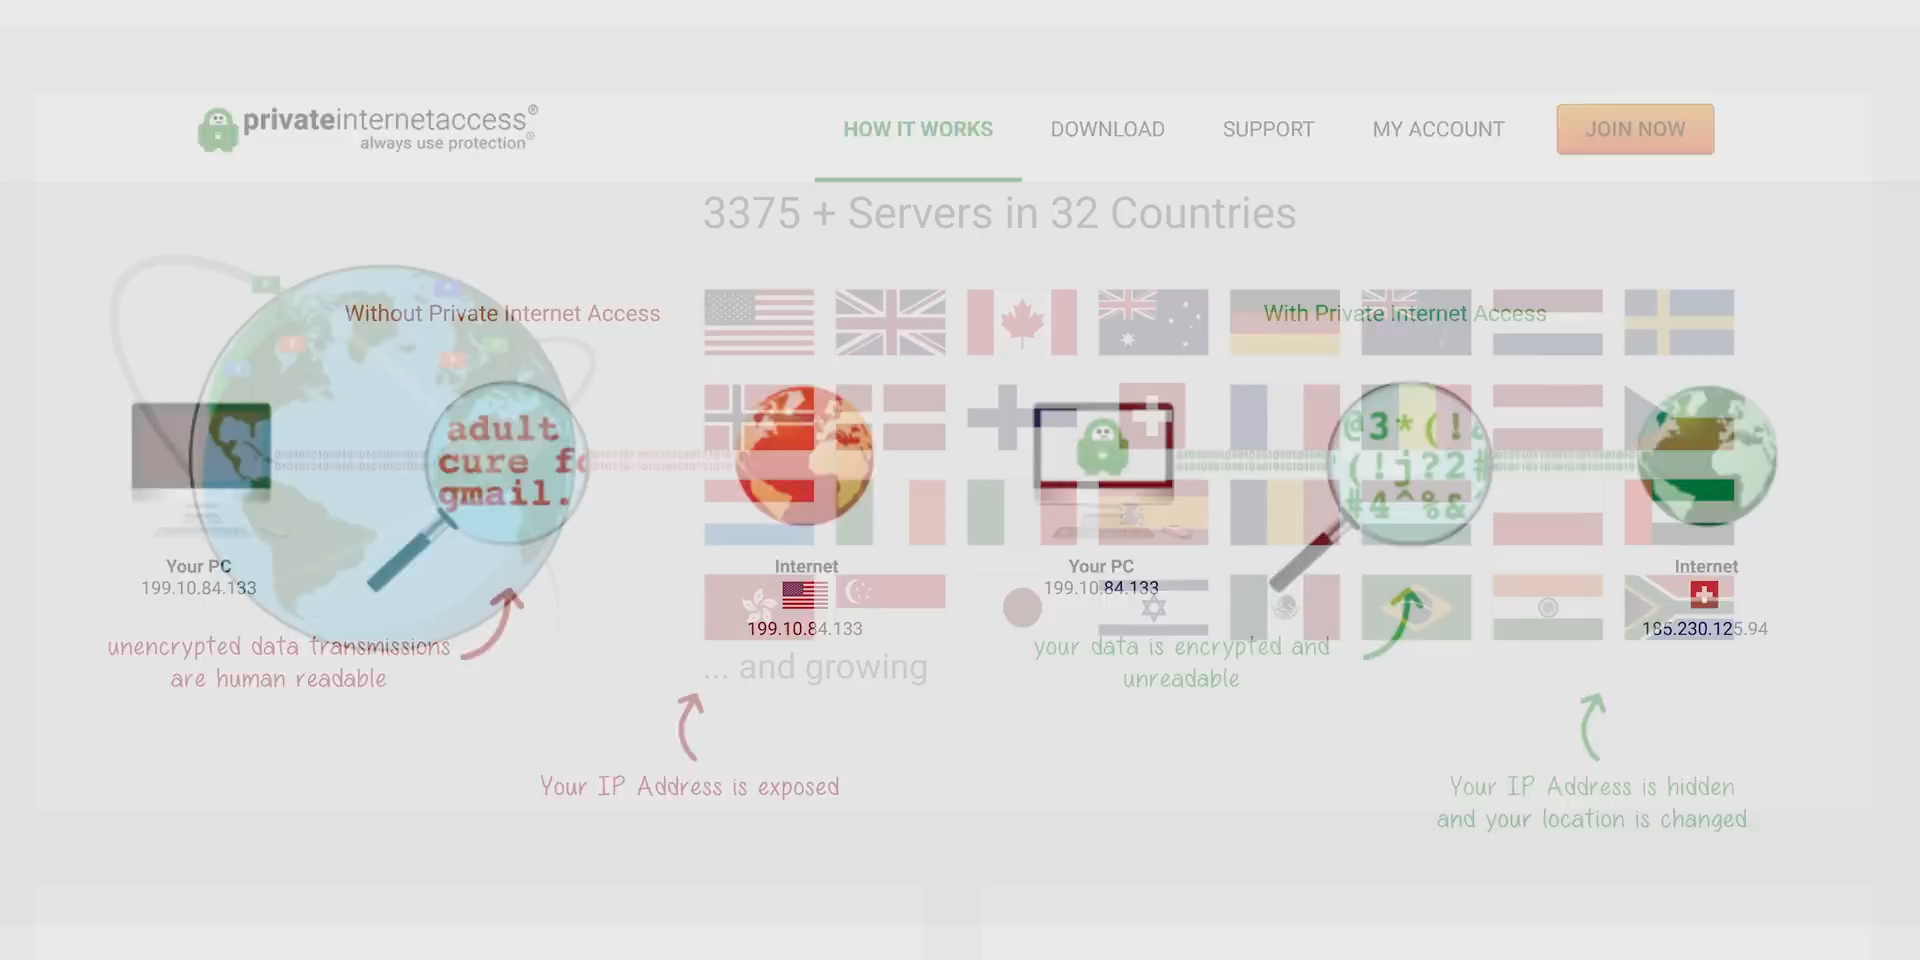 privateinternetaccess®
always use protection®
HOW IT WORKS
DOWNLOAD
SUPPORT
MY ACCOUNT
JOIN NOW
3375 + Servers in 32 Countries
Without Private Internet Access
With Private Internet Access
adult
cure fo
gmail.
@3*(!
(!j?2#
#4^%&
Your PC
199.10.84.133
Internet
199.10.84.133
Your PC
199.10.84.133
Internet
185.230.125.94
unencrypted data transmissions
are human readable
your data is encrypted and
unreadable
... and growing
Your IP Address is exposed
Your IP Address is hidden
and your location is changed